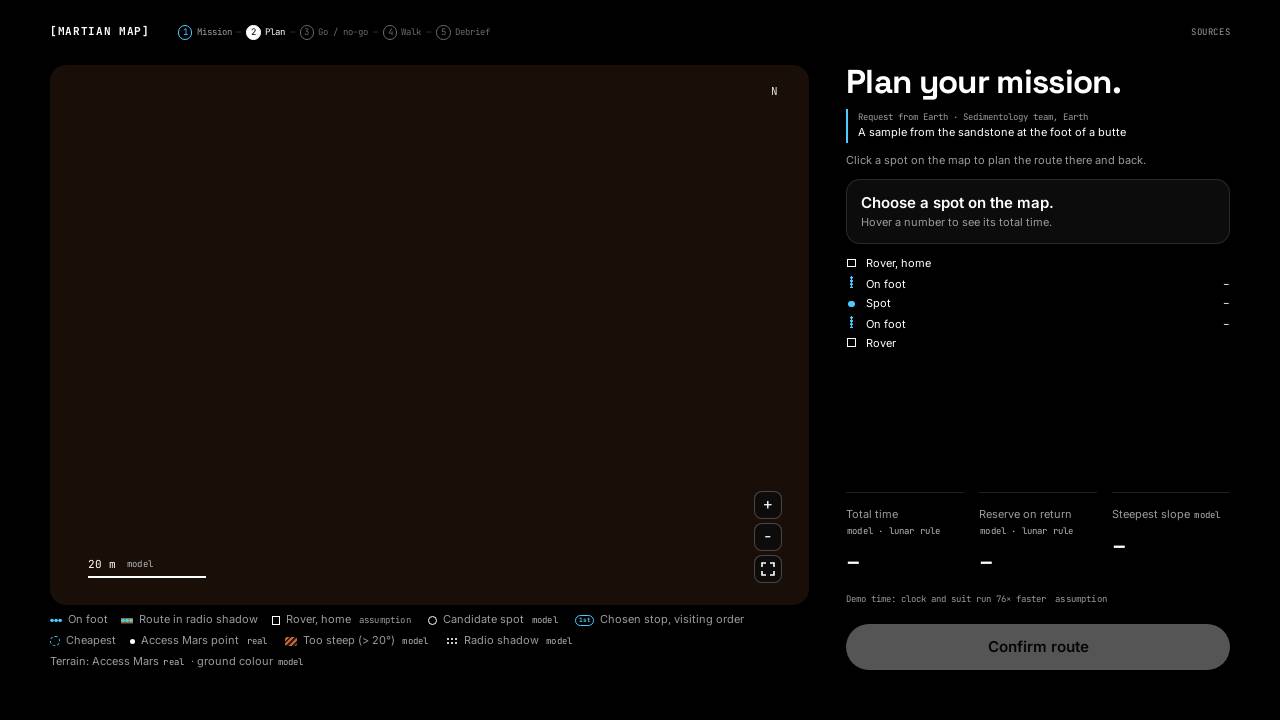 [MARTIAN MAP]
1 Mission – 2 Plan – 3 Go / no-go – 4 Walk – 5 Debrief
SOURCES
N
20 m model
+
–
On foot Route in radio shadow Rover, home assumption Candidate spot model 1st Chosen stop, visiting order
Cheapest Access Mars point real Too steep (> 20°) model Radio shadow model
Terrain: Access Mars real · ground colour model
Plan your mission.
Request from Earth · Sedimentology team, Earth
A sample from the sandstone at the foot of a butte
Click a spot on the map to plan the route there and back.
Choose a spot on the map.
Hover a number to see its total time.
Rover, home
On foot –
Spot –
On foot –
Rover
Total time
model · lunar rule
–
Reserve on return
model · lunar rule
–
Steepest slope model
–
Demo time: clock and suit run 76× faster assumption
Confirm route